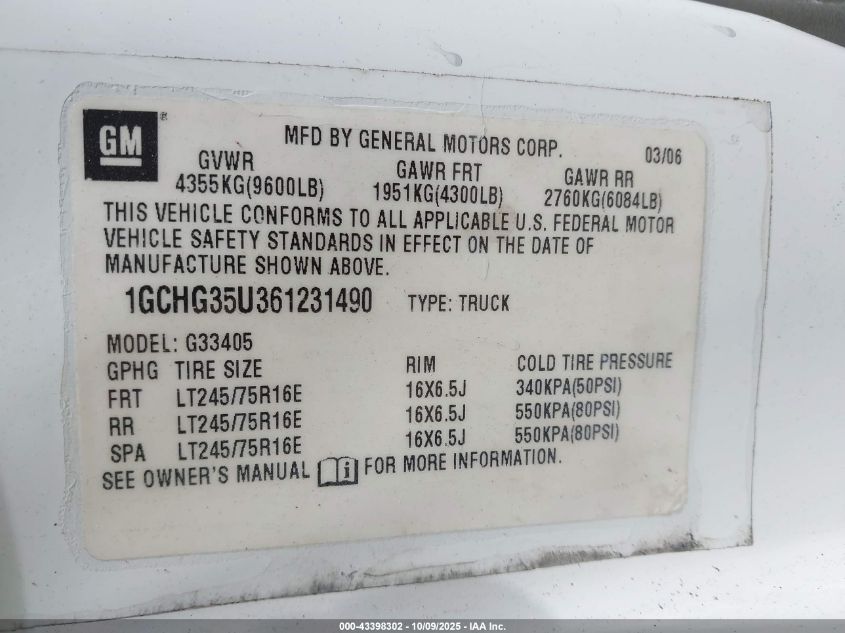 GM ®
MFD BY GENERAL MOTORS CORP. 03/06
GVWR GAWR FRT GAWR RR
4355KG(9600LB) 1951KG(4300LB) 2760KG(6084LB)
THIS VEHICLE CONFORMS TO ALL APPLICABLE U.S. FEDERAL MOTOR
VEHICLE SAFETY STANDARDS IN EFFECT ON THE DATE OF
MANUFACTURE SHOWN ABOVE.
1GCHG35U361231490 TYPE: TRUCK
MODEL: G33405
GPHG TIRE SIZE RIM COLD TIRE PRESSURE
FRT LT245/75R16E 16X6.5J 340KPA(50PSI)
RR LT245/75R16E 16X6.5J 550KPA(80PSI)
SPA LT245/75R16E 16X6.5J 550KPA(80PSI)
SEE OWNER'S MANUAL i FOR MORE INFORMATION.
000-43398302 - 10/09/2025 - IAA Inc.